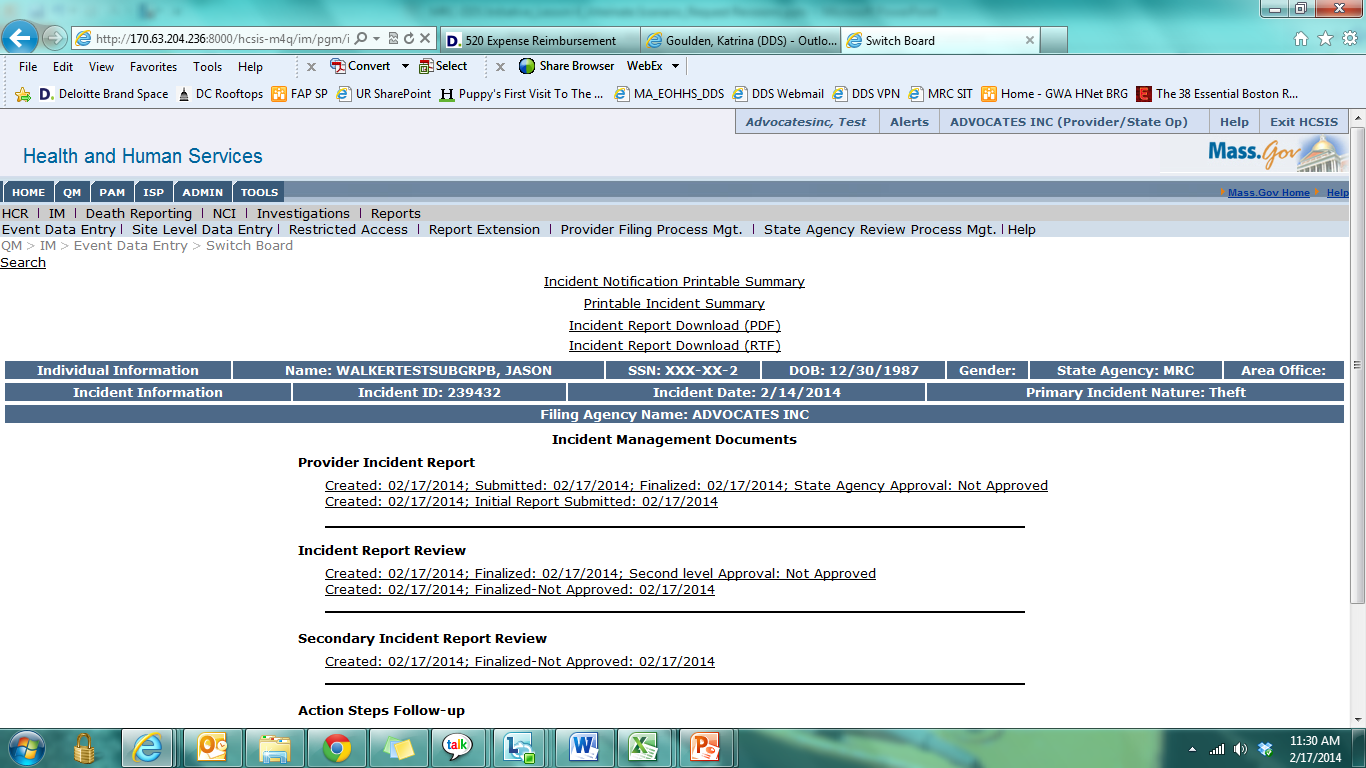 http://170.63.204.236:8000/hcsis-m4q/im/pgm/i
520 Expense Reimbursement
Goulden, Katrina (DDS) - Outlo...
Switch Board
File Edit View Favorites Tools Help
Convert Select
Share Browser WebEx
Deloitte Brand Space DC Rooftops FAP SP UR SharePoint Puppy's First Visit To The ... MA_EOHHS_DDS DDS Webmail DDS VPN MRC SIT Home - GWA HNet BRG The 38 Essential Boston R...
Advocatesinc, Test Alerts ADVOCATES INC (Provider/State Op) Help Exit HCSIS
Health and Human Services
Mass.Gov
HOME QM PAM ISP ADMIN TOOLS
Mass.Gov Home Help
HCR | IM | Death Reporting | NCI | Investigations | Reports
Event Data Entry | Site Level Data Entry | Restricted Access | Report Extension | Provider Filing Process Mgt. | State Agency Review Process Mgt. | Help
QM > IM > Event Data Entry > Switch Board
Search
Incident Notification Printable Summary
Printable Incident Summary
Incident Report Download (PDF)
Incident Report Download (RTF)
Individual Information Name: WALKERTESTSUBGRPB, JASON SSN: XXX-XX-2 DOB: 12/30/1987 Gender: State Agency: MRC Area Office:
Incident Information Incident ID: 239432 Incident Date: 2/14/2014 Primary Incident Nature: Theft
Filing Agency Name: ADVOCATES INC
Incident Management Documents
Provider Incident Report
Created: 02/17/2014; Submitted: 02/17/2014; Finalized: 02/17/2014; State Agency Approval: Not Approved
Created: 02/17/2014; Initial Report Submitted: 02/17/2014
Incident Report Review
Created: 02/17/2014; Finalized: 02/17/2014; Second level Approval: Not Approved
Created: 02/17/2014; Finalized-Not Approved: 02/17/2014
Secondary Incident Report Review
Created: 02/17/2014; Finalized-Not Approved: 02/17/2014
Action Steps Follow-up
talk
11:30 AM
2/17/2014